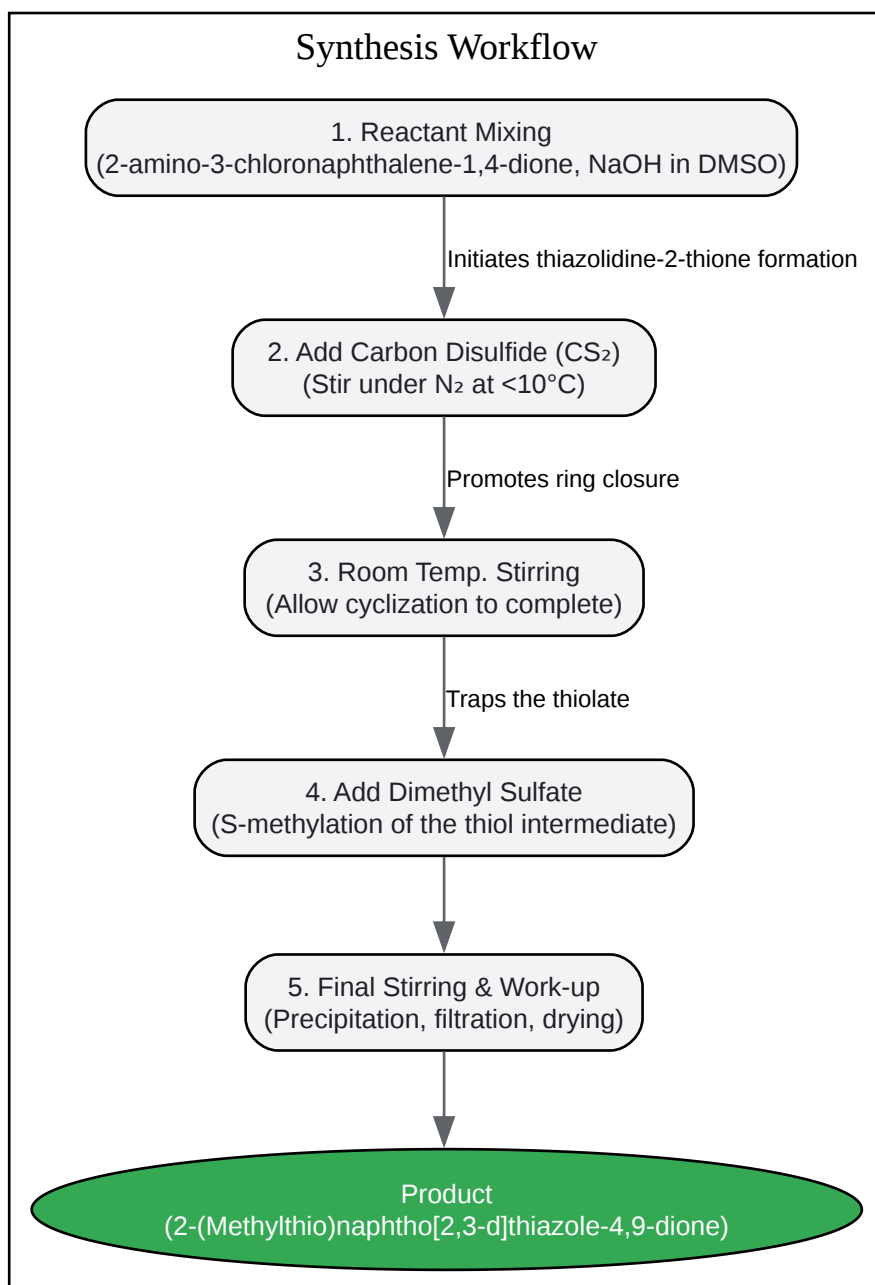 Synthesis Workflow
1. Reactant Mixing
(2-amino-3-chloronaphthalene-1,4-dione, NaOH in DMSO)
Initiates thiazolidine-2-thione formation
2. Add Carbon Disulfide (CS₂)
(Stir under N₂ at <10°C)
Promotes ring closure
3. Room Temp. Stirring
(Allow cyclization to complete)
Traps the thiolate
4. Add Dimethyl Sulfate
(S-methylation of the thiol intermediate)
5. Final Stirring & Work-up
(Precipitation, filtration, drying)
Product
(2-(Methylthio)naphtho[2,3-d]thiazole-4,9-dione)